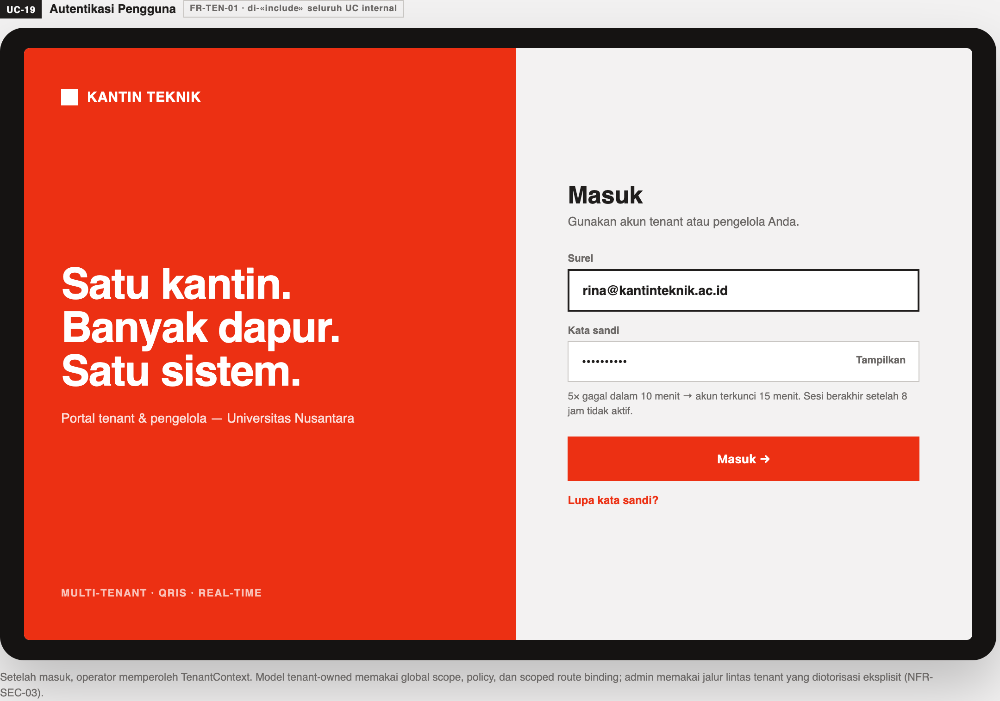 UC-19 Autentikasi Pengguna FR-TEN-01 · di-«include» seluruh UC internal
KANTIN TEKNIK
Satu kantin.
Banyak dapur.
Satu sistem.
Portal tenant & pengelola — Universitas Nusantara
MULTI-TENANT · QRIS · REAL-TIME
Masuk
Gunakan akun tenant atau pengelola Anda.
Surel
rina@kantinteknik.ac.id
Kata sandi
•••••••••• Tampilkan
5× gagal dalam 10 menit → akun terkunci 15 menit. Sesi berakhir setelah 8
jam tidak aktif.
Masuk →
Lupa kata sandi?
Setelah masuk, operator memperoleh TenantContext. Model tenant-owned memakai global scope, policy, dan scoped route binding; admin memakai jalur lintas tenant yang diotorisasi eksplisit (NFR-
SEC-03).